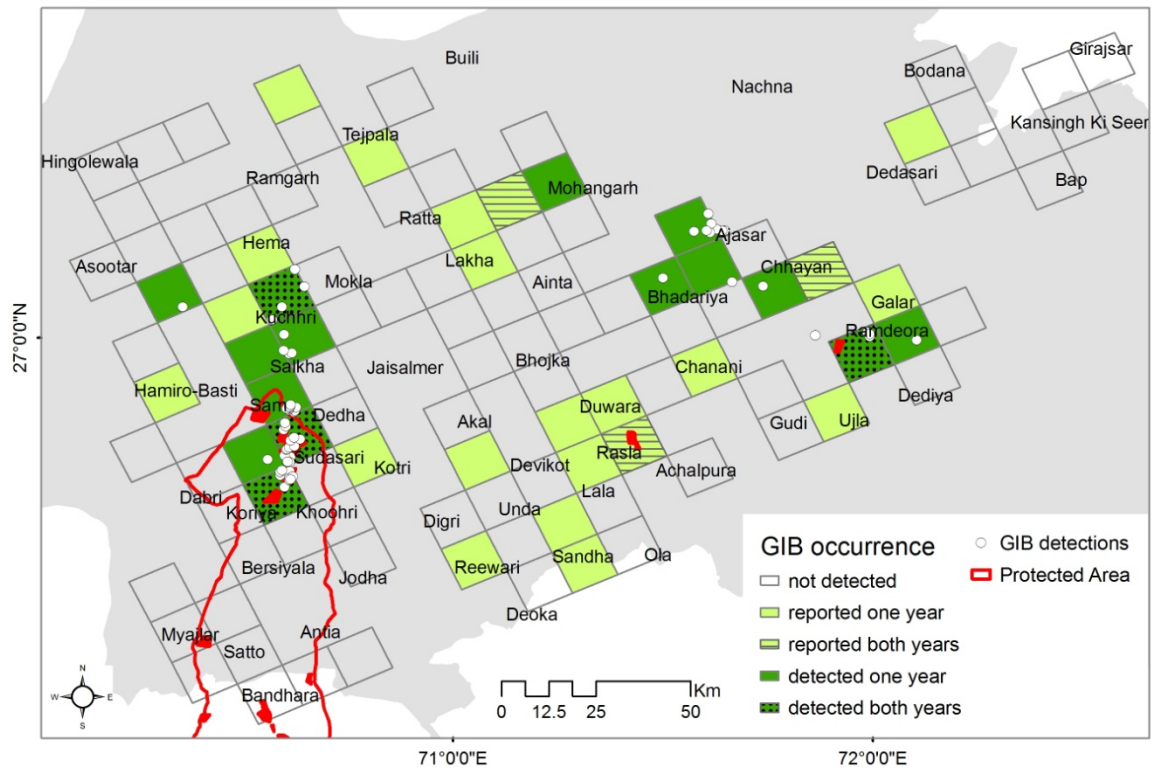 Girajsar
Builli
Bodana
Nachna
Kansingh Ki Seer
Tejpala
Hingolewala
Dedasari
Bap
Ramgarh
Mohangarh
Ratta
Ajasar
Hema
Lakha
Asootar
Chhayan
Mokla
Ainta
Bhadariya
Galar
Kuchhri
Ramdeora
27°0'0"N
Bhojka
Salkha
Jaisalmer
Chanani
Hamiro-Basti
Dediya
Sam
Dedha
Duwara
Akal
Gudi
Ujla
Rasla
Sudasari
Kotri
Devikot
Achalpura
Lala
Dabri
Koriya
Khoohri
Unda
Digri
Sandha
Ola
Reewari
Bersiyala
Jodha
Deoka
Myajlar
Antia
Satto
Bandhara
GIB occurrence
not detected
reported one year
reported both years
detected one year
detected both years
GIB detections
Protected Area
N
W
E
S
Km
0 12.5 25 50
71°0'0"E
72°0'0"E